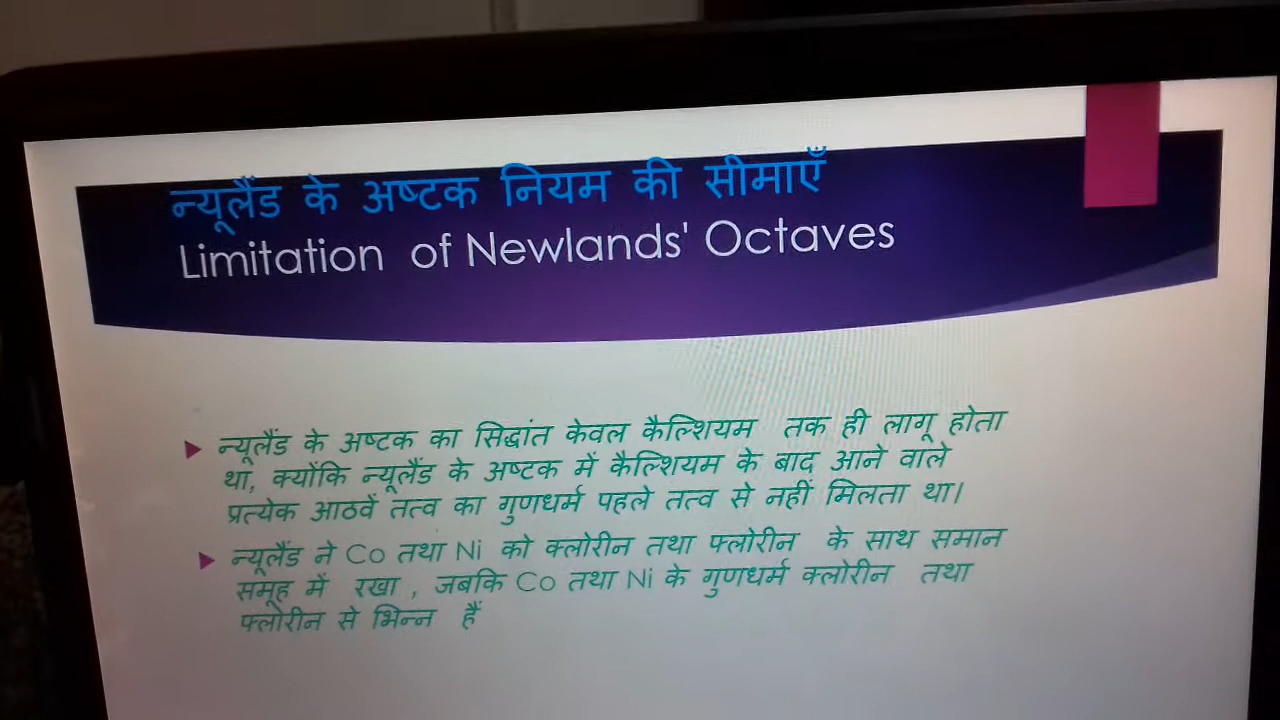 न्यूलैंड के अष्टक नियम की सीमाएँ
Limitation of Newlands' Octaves
न्यूलैंड के अष्टक का सिद्धांत केवल कैल्शियम तक ही लागू होता
था, क्योंकि न्यूलैंड के अष्टक में कैल्शियम के बाद आने वाले
प्रत्येक आठवें तत्व का गुणधर्म पहले तत्व से नहीं मिलता था।
न्यूलैंड ने Co तथा Ni को क्लोरीन तथा फ्लोरीन के साथ समान
समूह में रखा , जबकि Co तथा Ni के गुणधर्म क्लोरीन तथा
फ्लोरीन से भिन्न हैं